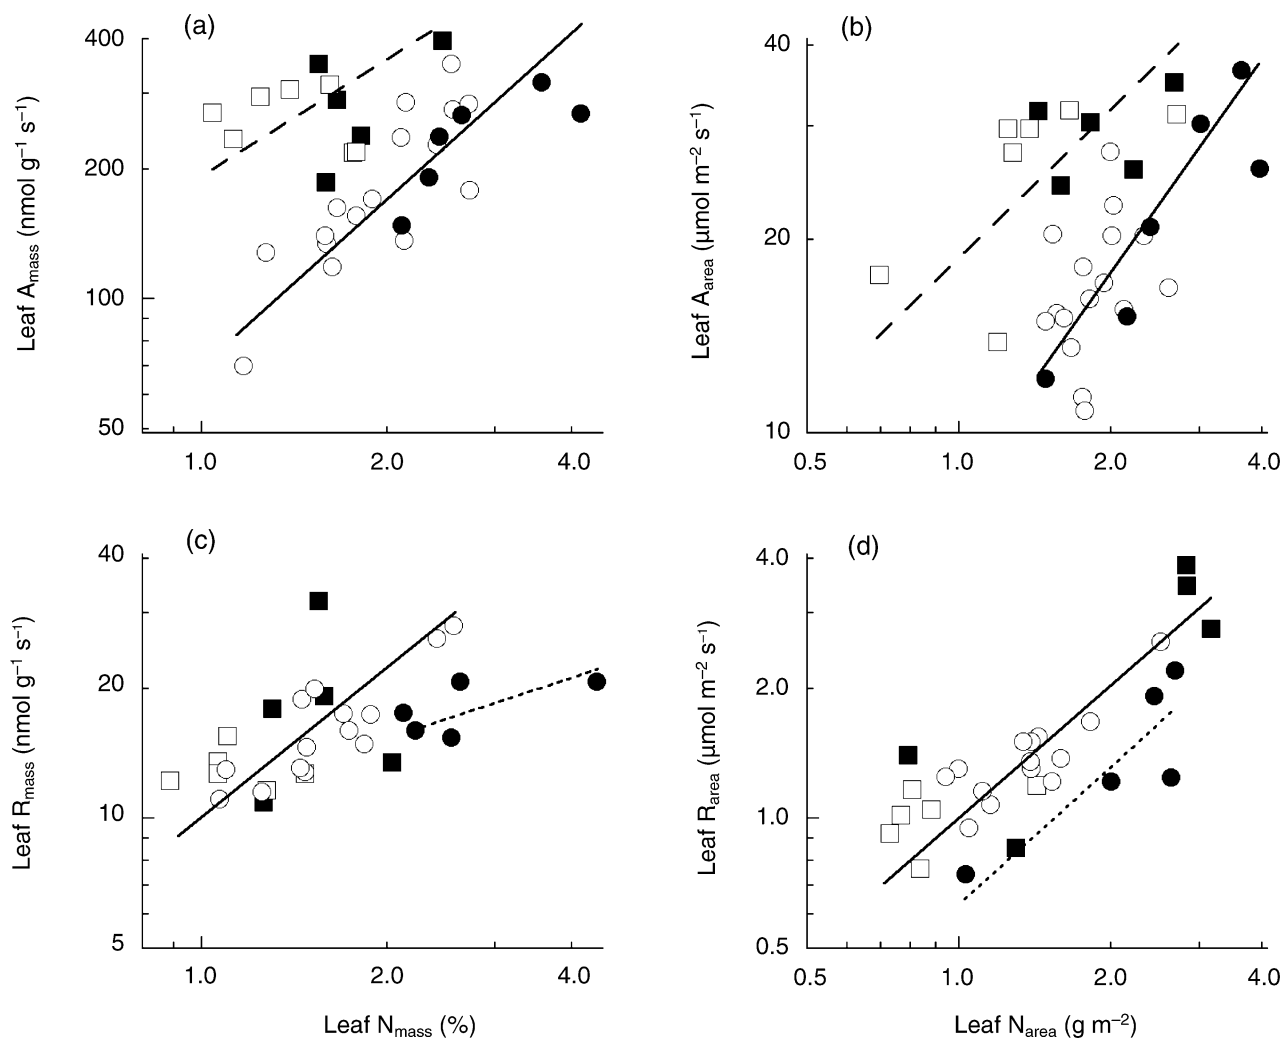 (a)
400
300
200
100
50
1.0 2.0 4.0
Leaf A_mass (nmol g⁻¹ s⁻¹)
(b)
40
20
10
0.5 1.0 2.0 4.0
Leaf A_area (μmol m⁻² s⁻¹)
(c)
40
20
10
5
1.0 2.0 4.0
Leaf R_mass (nmol g⁻¹ s⁻¹)
Leaf N_mass (%)
(d)
4.0
2.0
1.0
0.5
0.5 1.0 2.0 4.0
Leaf R_area (μmol m⁻² s⁻¹)
Leaf N_area (g m⁻²)